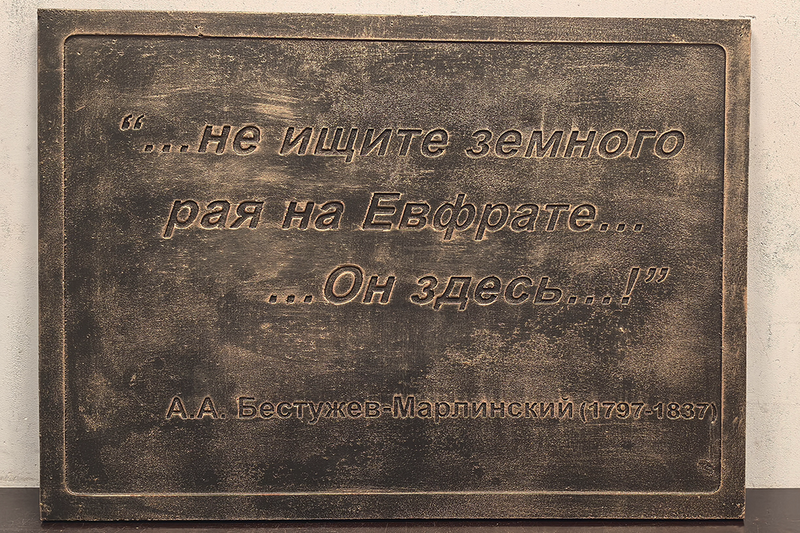 “...не ищите земного
рая на Евфрате...
...Он здесь...!”
А.А. Бестужев-Марлинский (1797-1837)